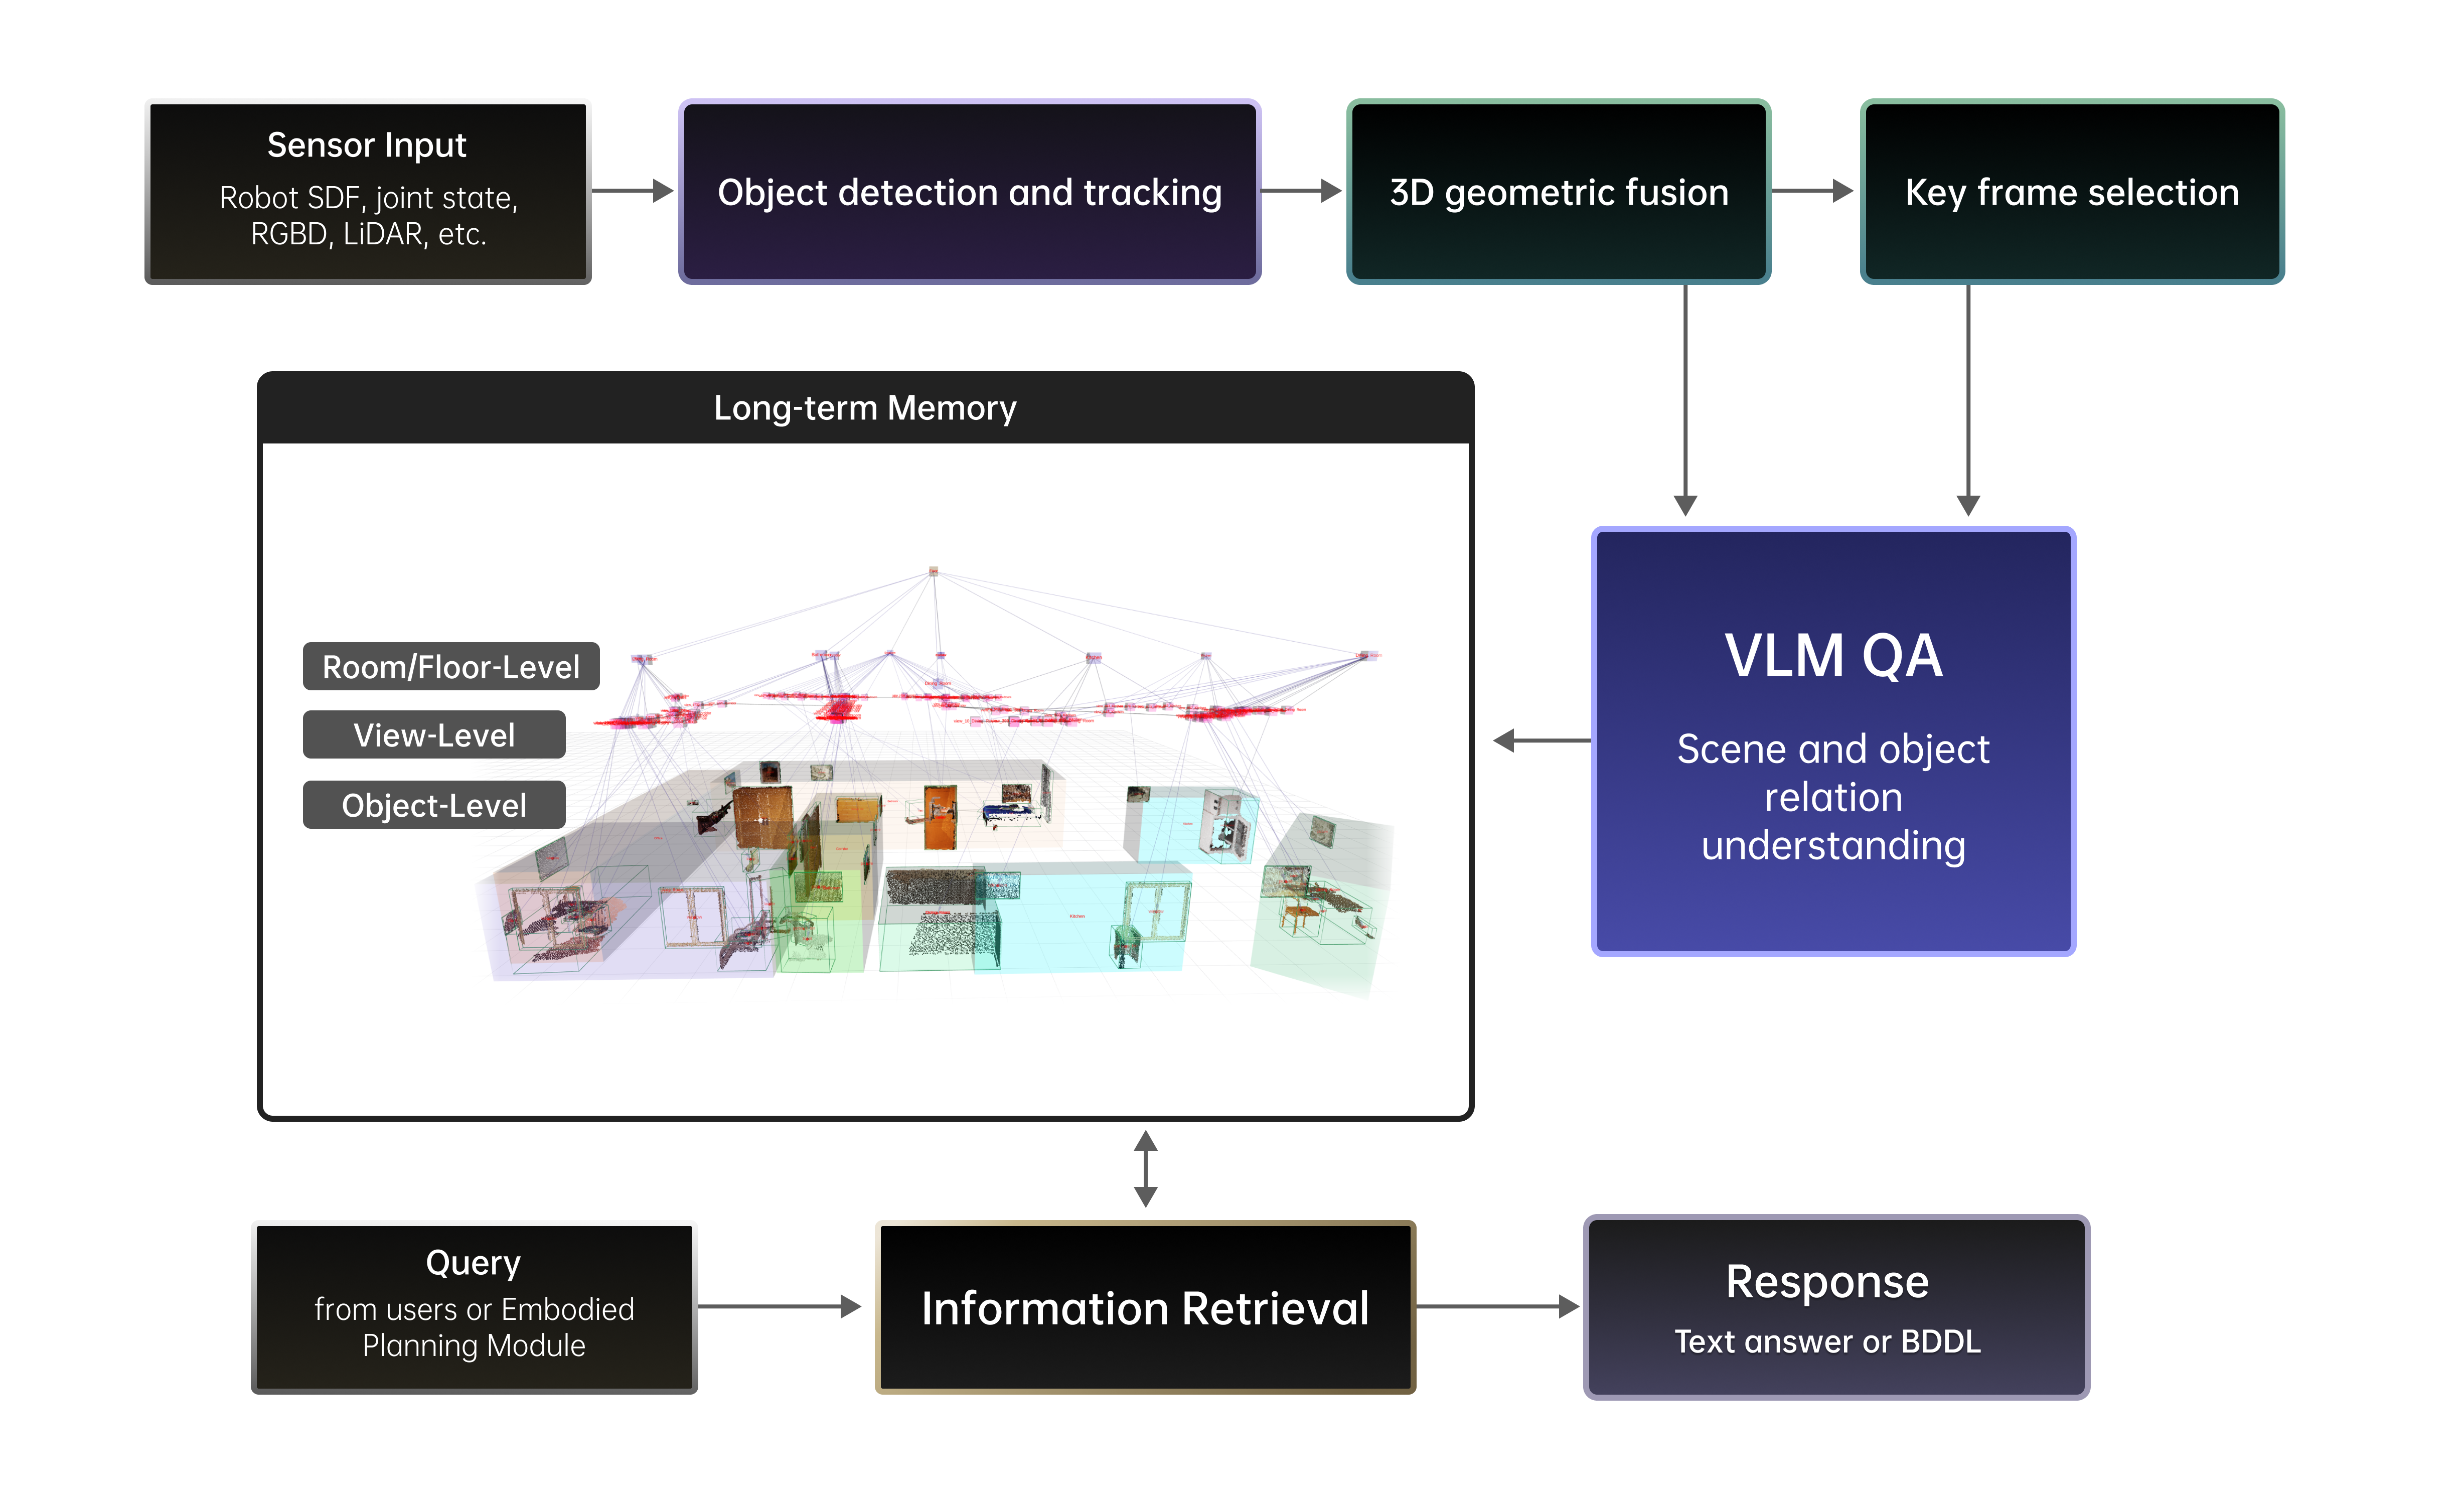 Sensor Input
Robot SDF, joint state,
RGBD, LiDAR, etc.
Object detection and tracking
3D geometric fusion
Key frame selection
Long-term Memory
Room/Floor-Level
View-Level
Object-Level
Kitchen
VLM QA
Scene and object
relation
understanding
Query
from users or Embodied
Planning Module
Information Retrieval
Response
Text answer or BDDL